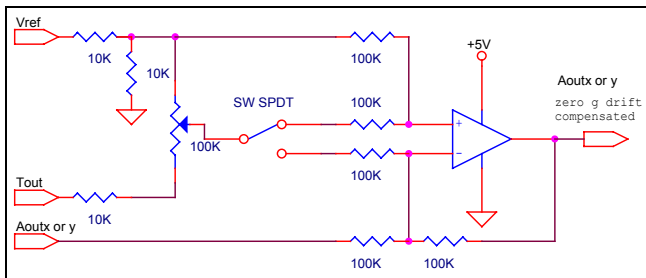 Vref
10K
10K
100K
+5V
Aoutx or y
zero g drift
compensated
SW SPDT
100K
100K
+
-
100K
Tout
10K
Aoutx or y
100K
100K